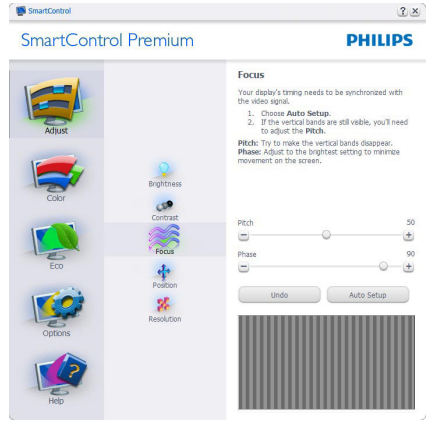 SmartControl
SmartControl Premium
PHILIPS
Adjust
Color
Eco
Options
Help
Brightness
Contrast
Focus
Position
Resolution
Focus
Your display's timing needs to be synchronized with
the video signal.
1. Choose Auto Setup.
2. If the vertical bands are still visible, you'll need
to adjust the Pitch.
Pitch: Try to make the vertical bands disappear.
Phase: Adjust to the brightest setting to minimize
movement on the screen.
Pitch 50
Phase 90
Undo Auto Setup